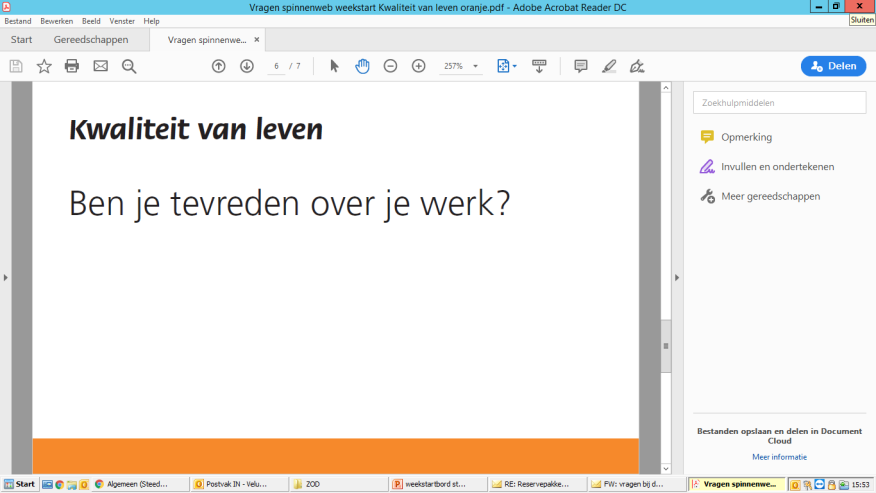 Vragen spinnenweb weekstart Kwaliteit van leven oranje.pdf - Adobe Acrobat Reader DC
Bestand Bewerken Beeld Venster Help
Sluiten
Start Gereedschappen Vragen spinnenwe... ×
6 / 7 257% Delen
Kwaliteit van leven
Ben je tevreden over je werk?
Zoekhulpmiddelen
Opmerking
Invullen en ondertekenen
Meer gereedschappen
Bestanden opslaan en delen in Document
Cloud
Meer informatie
Start Algemeen (Steed... Postvak IN - Velu... ZOD weekstartbord st... RE: Reservepakke... FW: vragen bij d... Vragen spinnenwe... 15:53